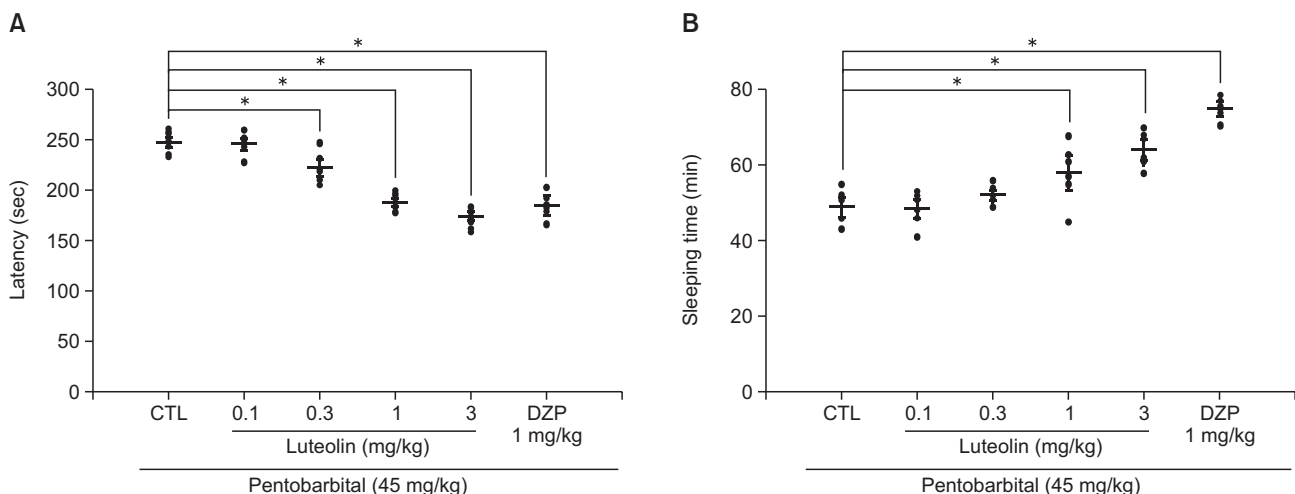 A
Latency (sec)
300
250
200
150
100
50
0
*
*
*
*
CTL
0.1
0.3
1
3
DZP
1 mg/kg
Luteolin (mg/kg)
Pentobarbital (45 mg/kg)
B
Sleeping time (min)
80
60
40
20
0
*
*
*
CTL
0.1
0.3
1
3
DZP
1 mg/kg
Luteolin (mg/kg)
Pentobarbital (45 mg/kg)